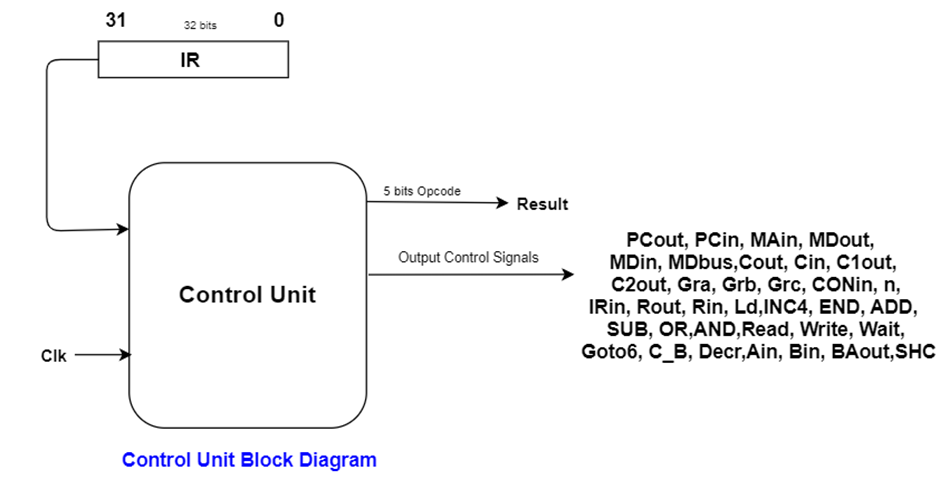 31 32 bits 0
IR
5 bits Opcode
Result
Output Control Signals
PCout, PCin, MAin, MDout,
MDin, MDbus,Cout, Cin, C1out,
C2out, Gra, Grb, Grc, CONin, n,
IRin, Rout, Rin, Ld,INC4, END, ADD,
SUB, OR,AND,Read, Write, Wait,
Goto6, C_B, Decr,Ain, Bin, BAout,SHC
Control Unit
Clk
Control Unit Block Diagram